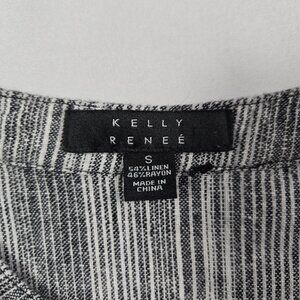 KELLY
RENEÉ
S
54%LINEN
46%RAYON
MADE IN
CHINA